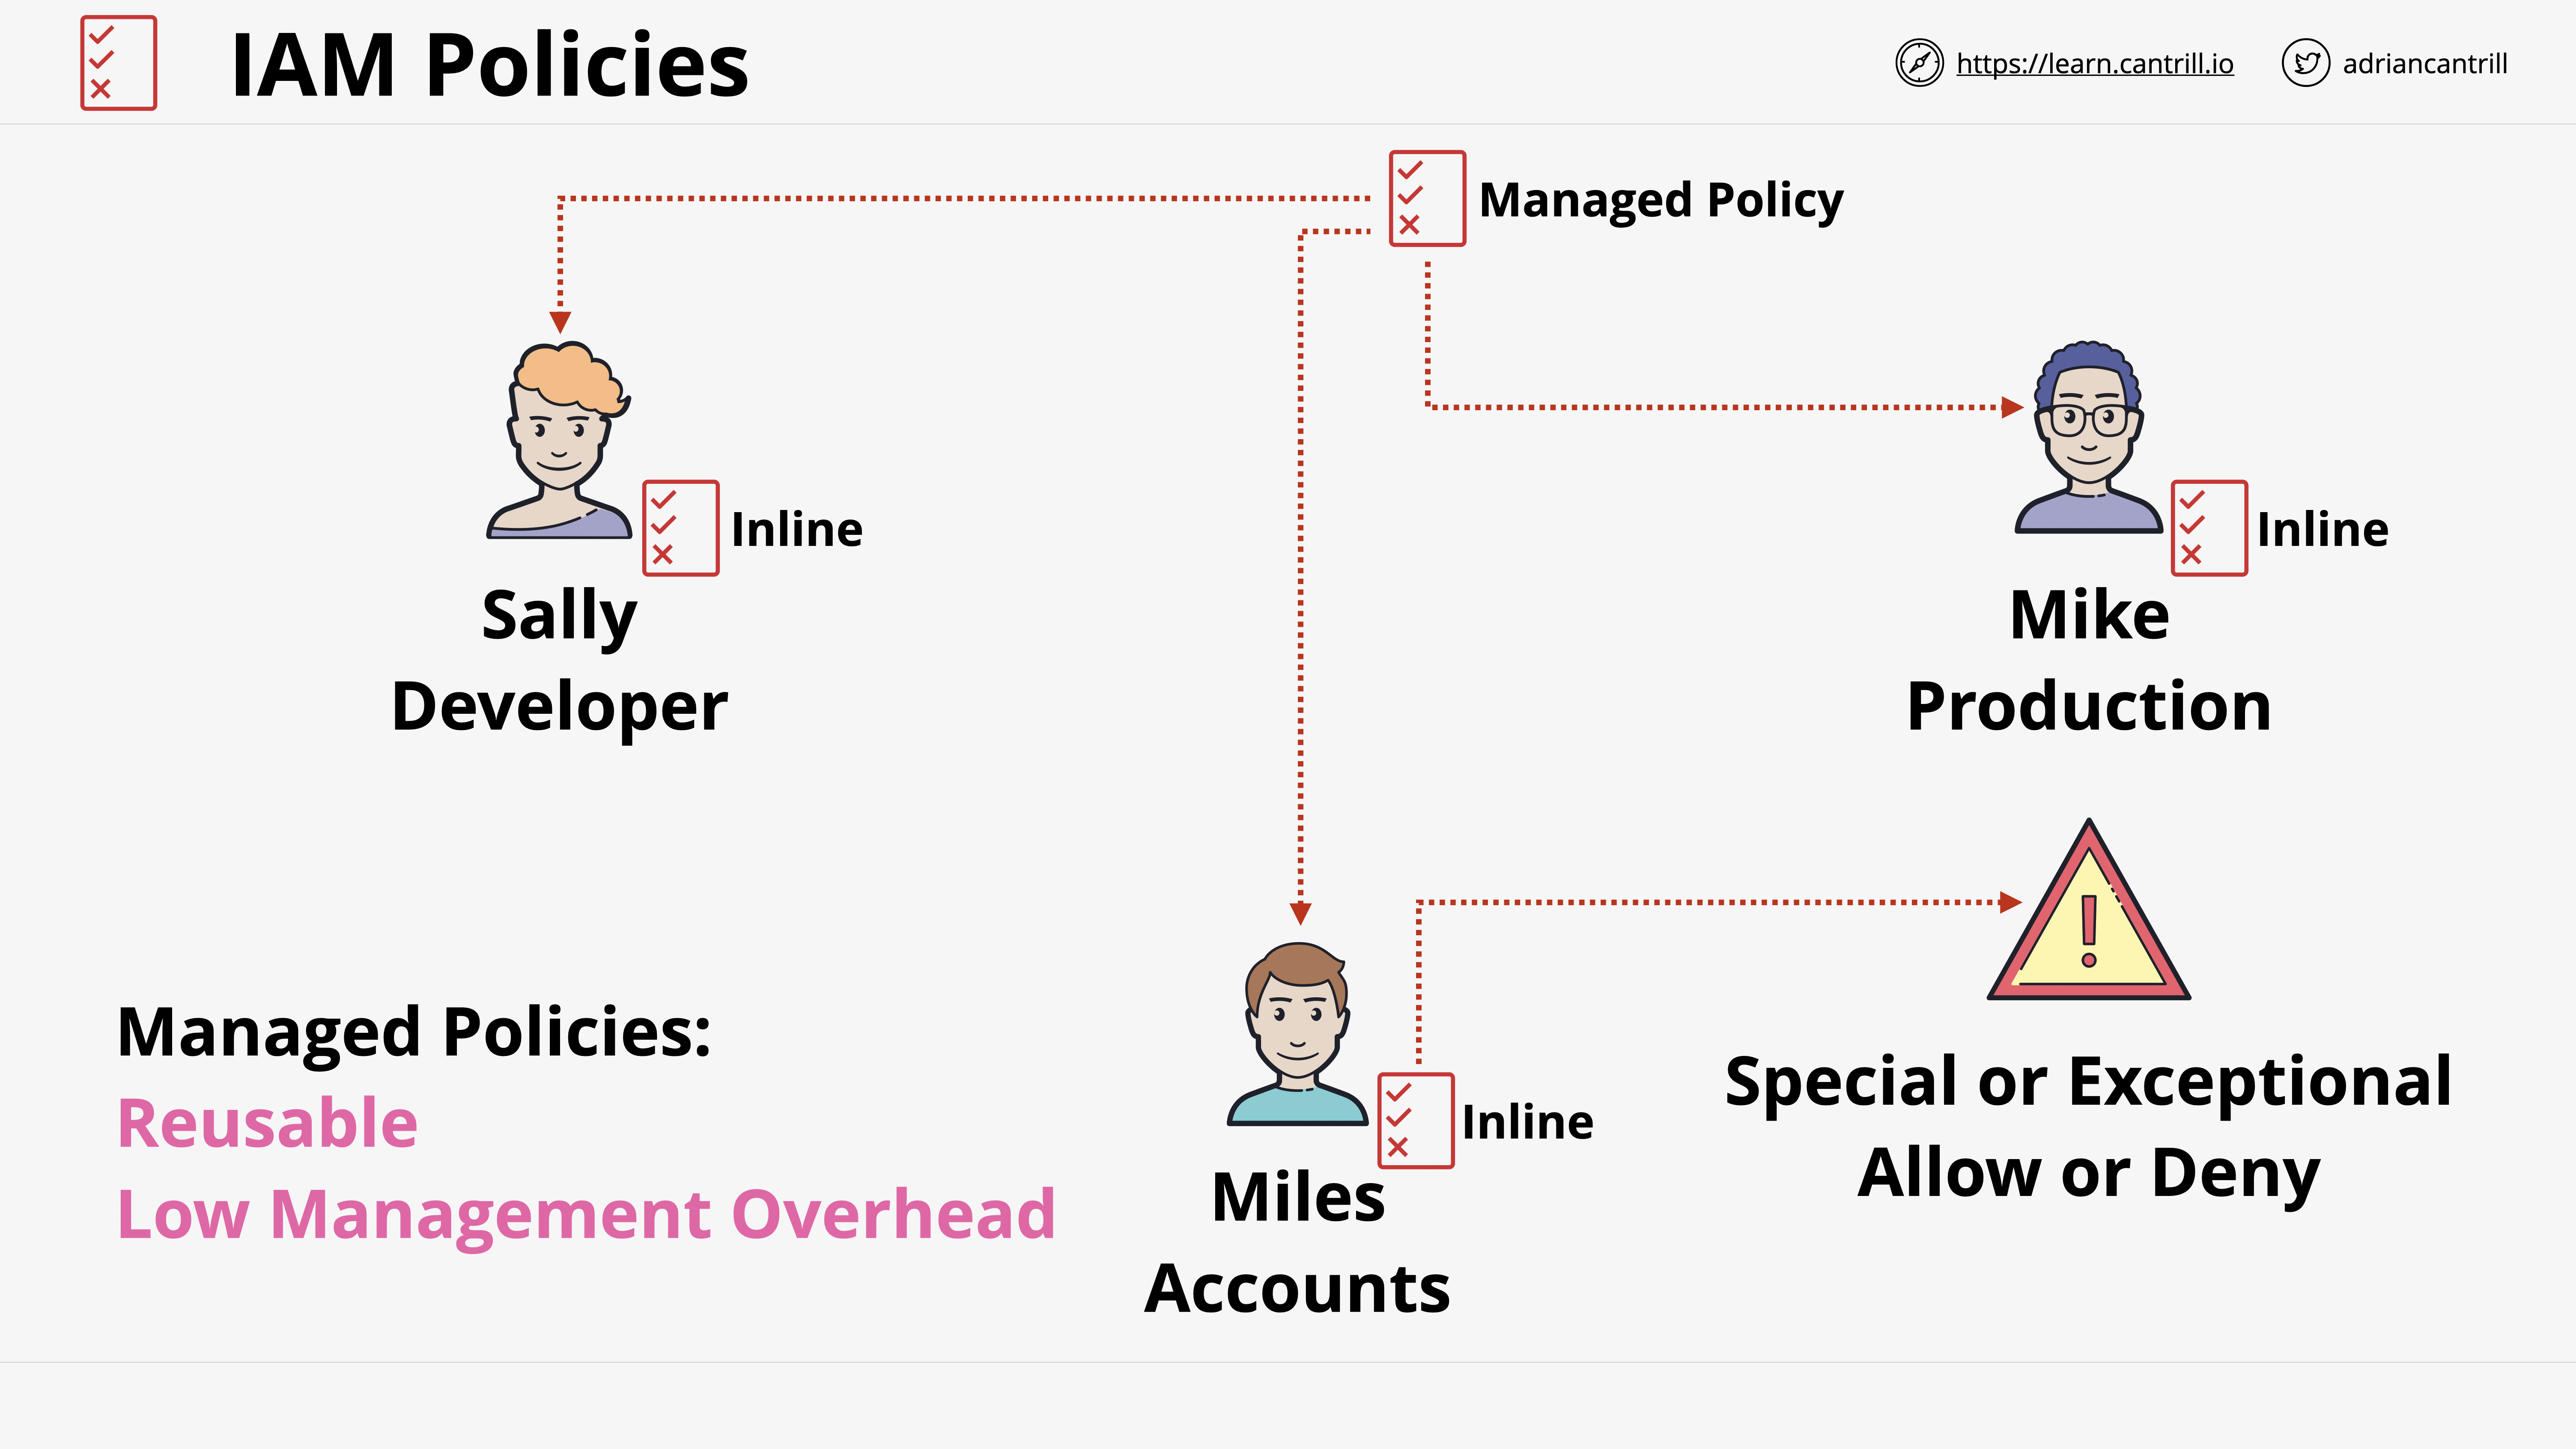 IAM Policies
https://learn.cantrill.io
adriancantrill
Managed Policy
Inline
Sally
Developer
Inline
Mike
Production
Managed Policies:
Reusable
Low Management Overhead
Inline
Miles
Accounts
Special or Exceptional
Allow or Deny